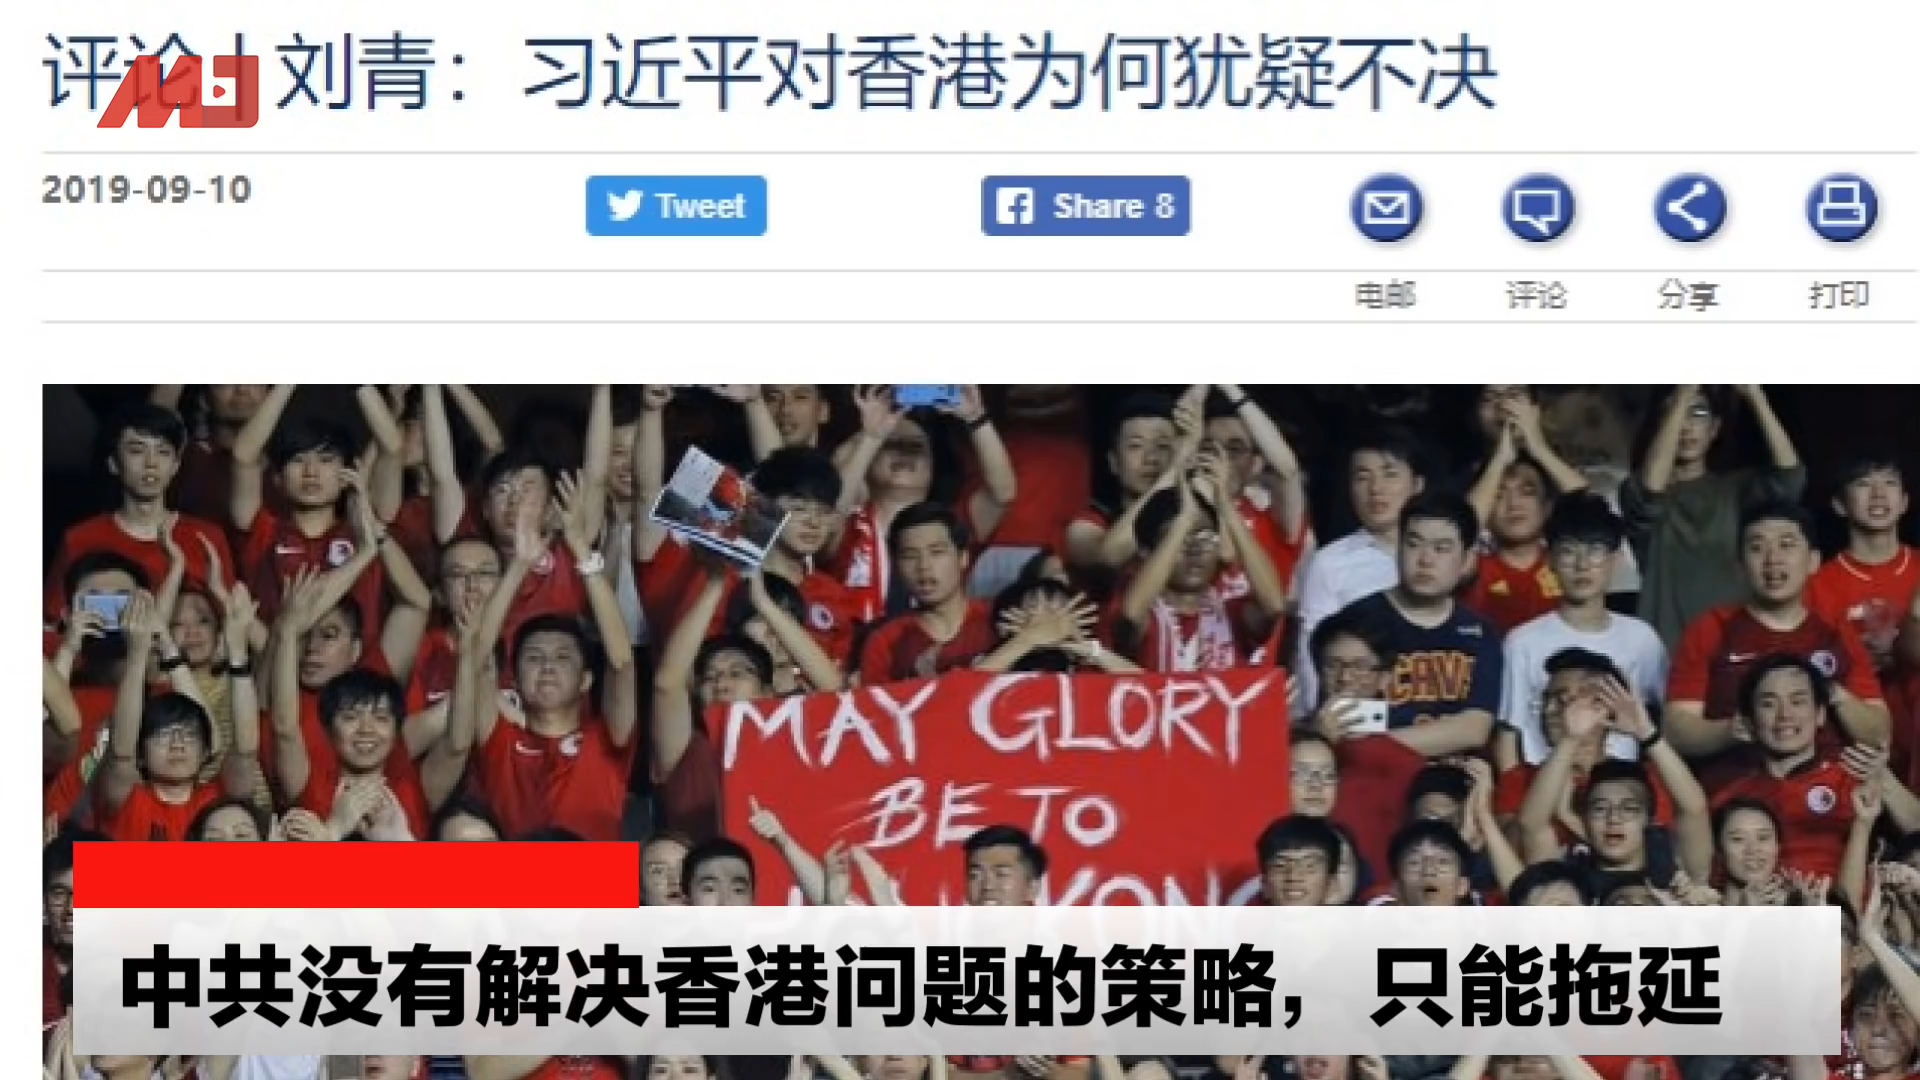 评论 | 刘青：习近平对香港为何犹疑不决
2019-09-10
Tweet
Share 8
电邮
评论
分享
打印
CAV
MAY GLORY
BE TO
KONG
中共没有解决香港问题的策略，只能拖延